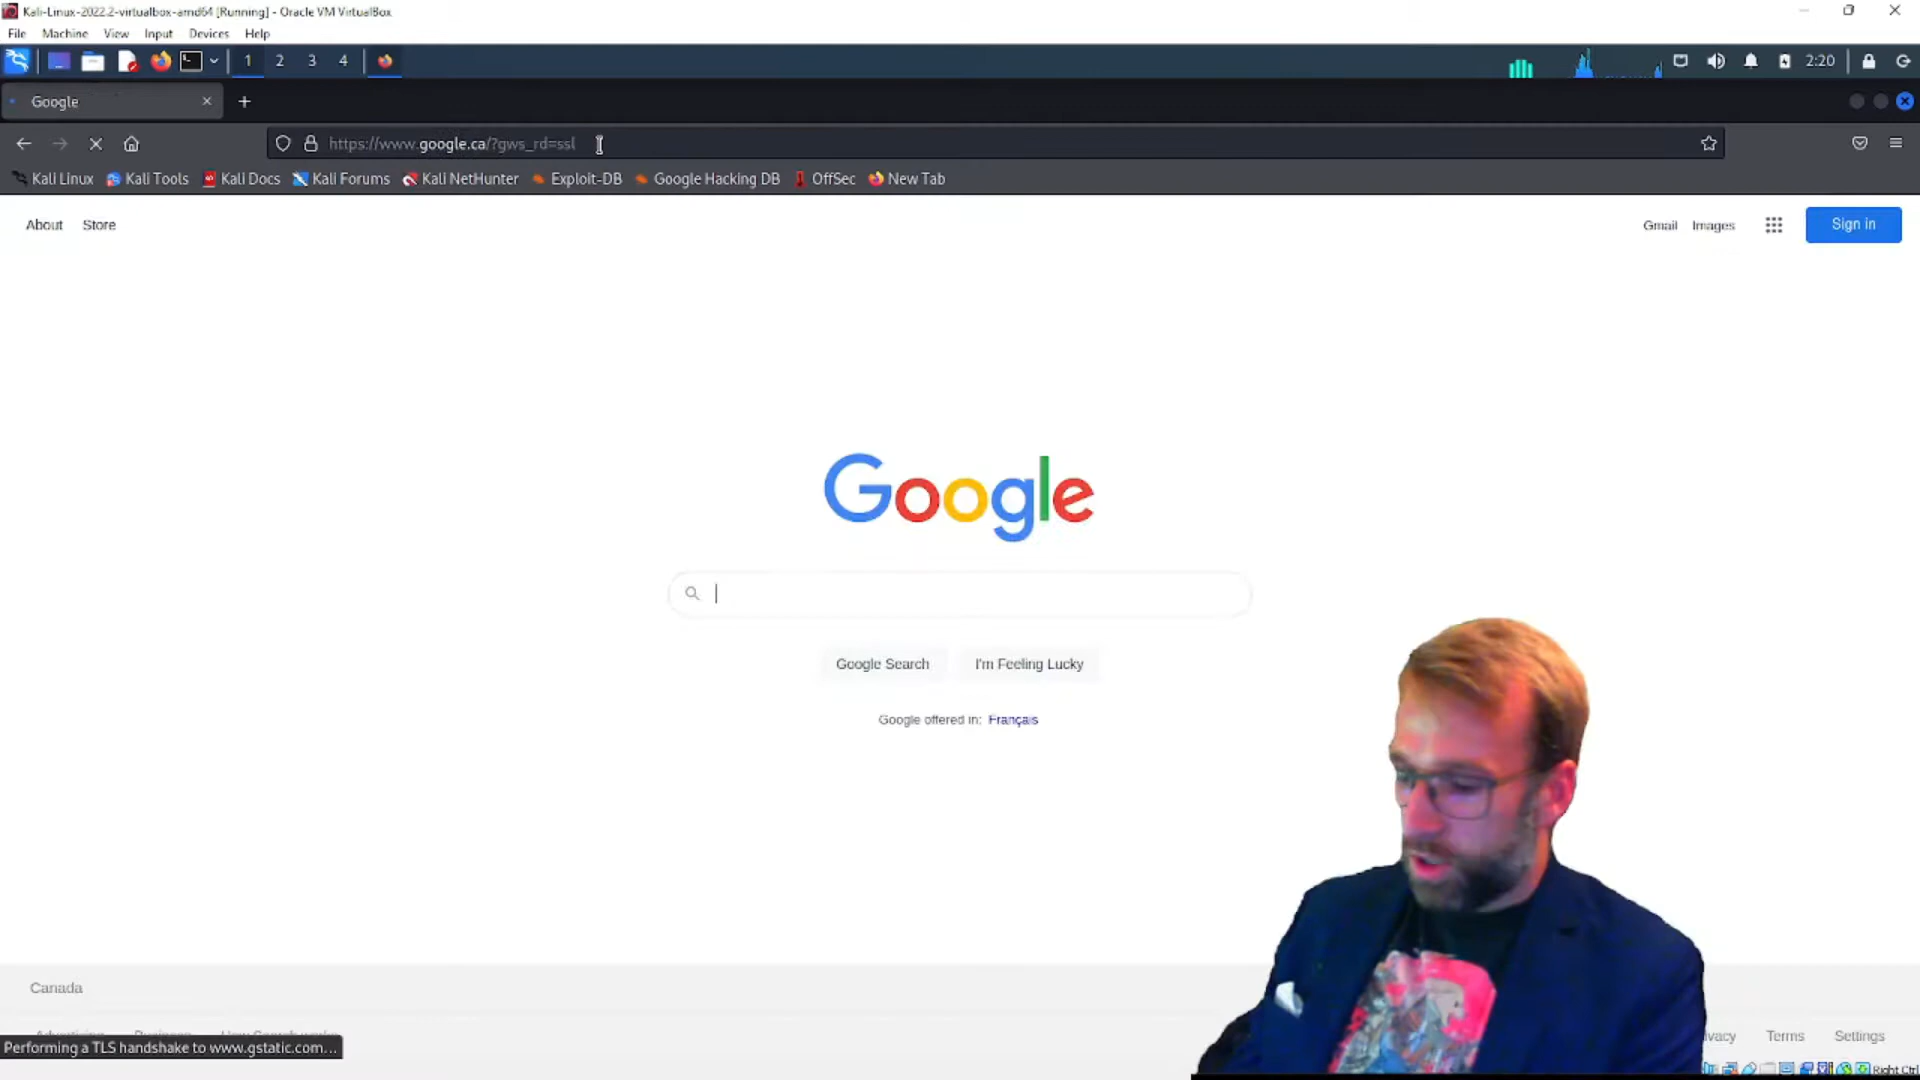 Kali-Linux-2022.2-virtualbox-amd64 [Running] - Oracle VM VirtualBox
File Machine View Input Devices Help
1 2 3 4 2:20
Google
https://www.google.ca/?gws_rd=ssl
Kali Linux Kali Tools Kali Docs Kali Forums Kali NetHunter Exploit-DB Google Hacking DB OffSec New Tab
About Store Gmail Images Sign in
Google
Google Search I'm Feeling Lucky
Google offered in: Français
Canada
Terms Settings
Performing a TLS handshake to www.gstatic.com...
Right Ctrl